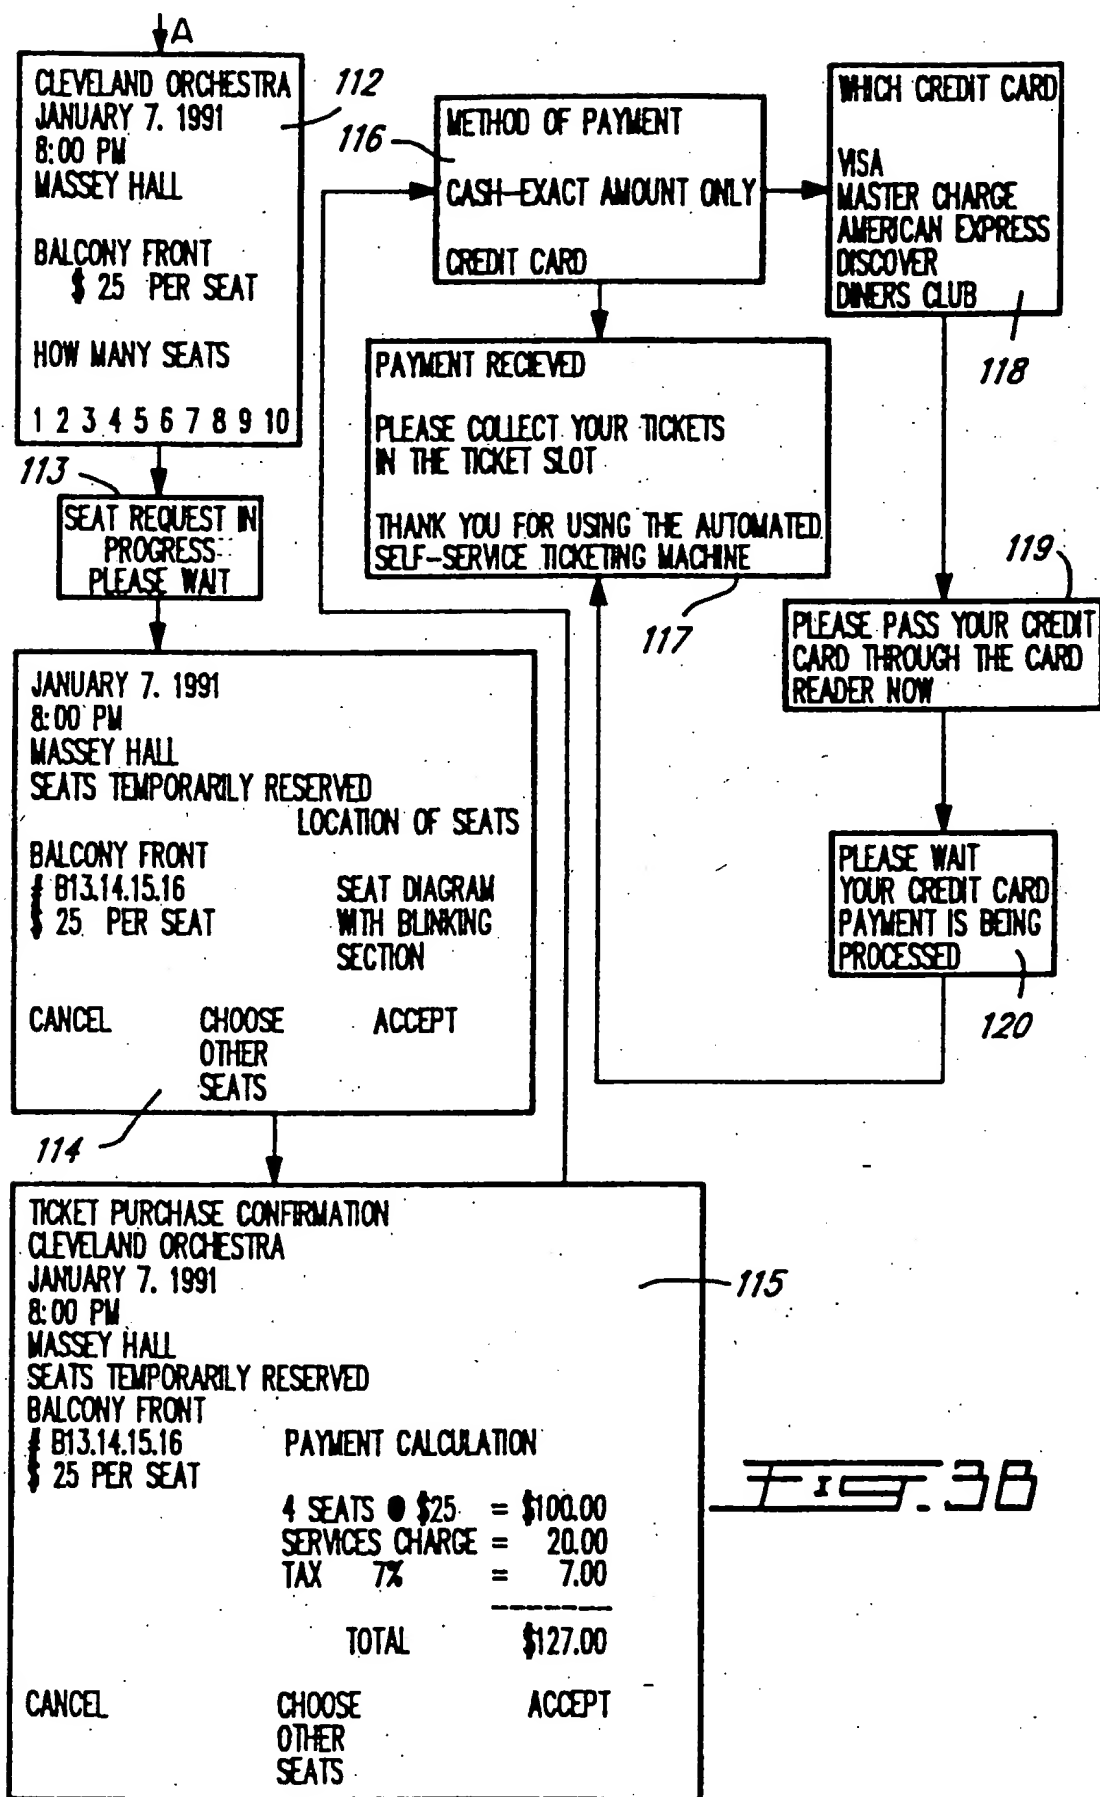 A
CLEVELAND ORCHESTRA
JANUARY 7. 1991
8:00 PM
MASSEY HALL
BALCONY FRONT
$ 25 PER SEAT
HOW MANY SEATS
1 2 3 4 5 6 7 8 9 10
112
113
SEAT REQUEST IN
PROGRESS
PLEASE WAIT
JANUARY 7. 1991
8:00 PM
MASSEY HALL
SEATS TEMPORARILY RESERVED
LOCATION OF SEATS
BALCONY FRONT
# B13.14.15.16
$ 25 PER SEAT
SEAT DIAGRAM
WITH BLINKING
SECTION
CANCEL
CHOOSE
OTHER
SEATS
ACCEPT
114
TICKET PURCHASE CONFIRMATION
CLEVELAND ORCHESTRA
JANUARY 7. 1991
8:00 PM
MASSEY HALL
SEATS TEMPORARILY RESERVED
BALCONY FRONT
# B13.14.15.16
$ 25 PER SEAT
PAYMENT CALCULATION
4 SEATS @ $25 = $100.00
SERVICES CHARGE = 20.00
TAX 7% = 7.00
TOTAL $127.00
CANCEL
CHOOSE
OTHER
SEATS
ACCEPT
115
116
METHOD OF PAYMENT
CASH-EXACT AMOUNT ONLY
CREDIT CARD
PAYMENT RECIEVED
PLEASE COLLECT YOUR TICKETS
IN THE TICKET SLOT
THANK YOU FOR USING THE AUTOMATED
SELF-SERVICE TICKETING MACHINE
117
WHICH CREDIT CARD
VISA
MASTER CHARGE
AMERICAN EXPRESS
DISCOVER
DINERS CLUB
118
119
PLEASE PASS YOUR CREDIT
CARD THROUGH THE CARD
READER NOW
PLEASE WAIT
YOUR CREDIT CARD
PAYMENT IS BEING
PROCESSED
120
FIG. 3B